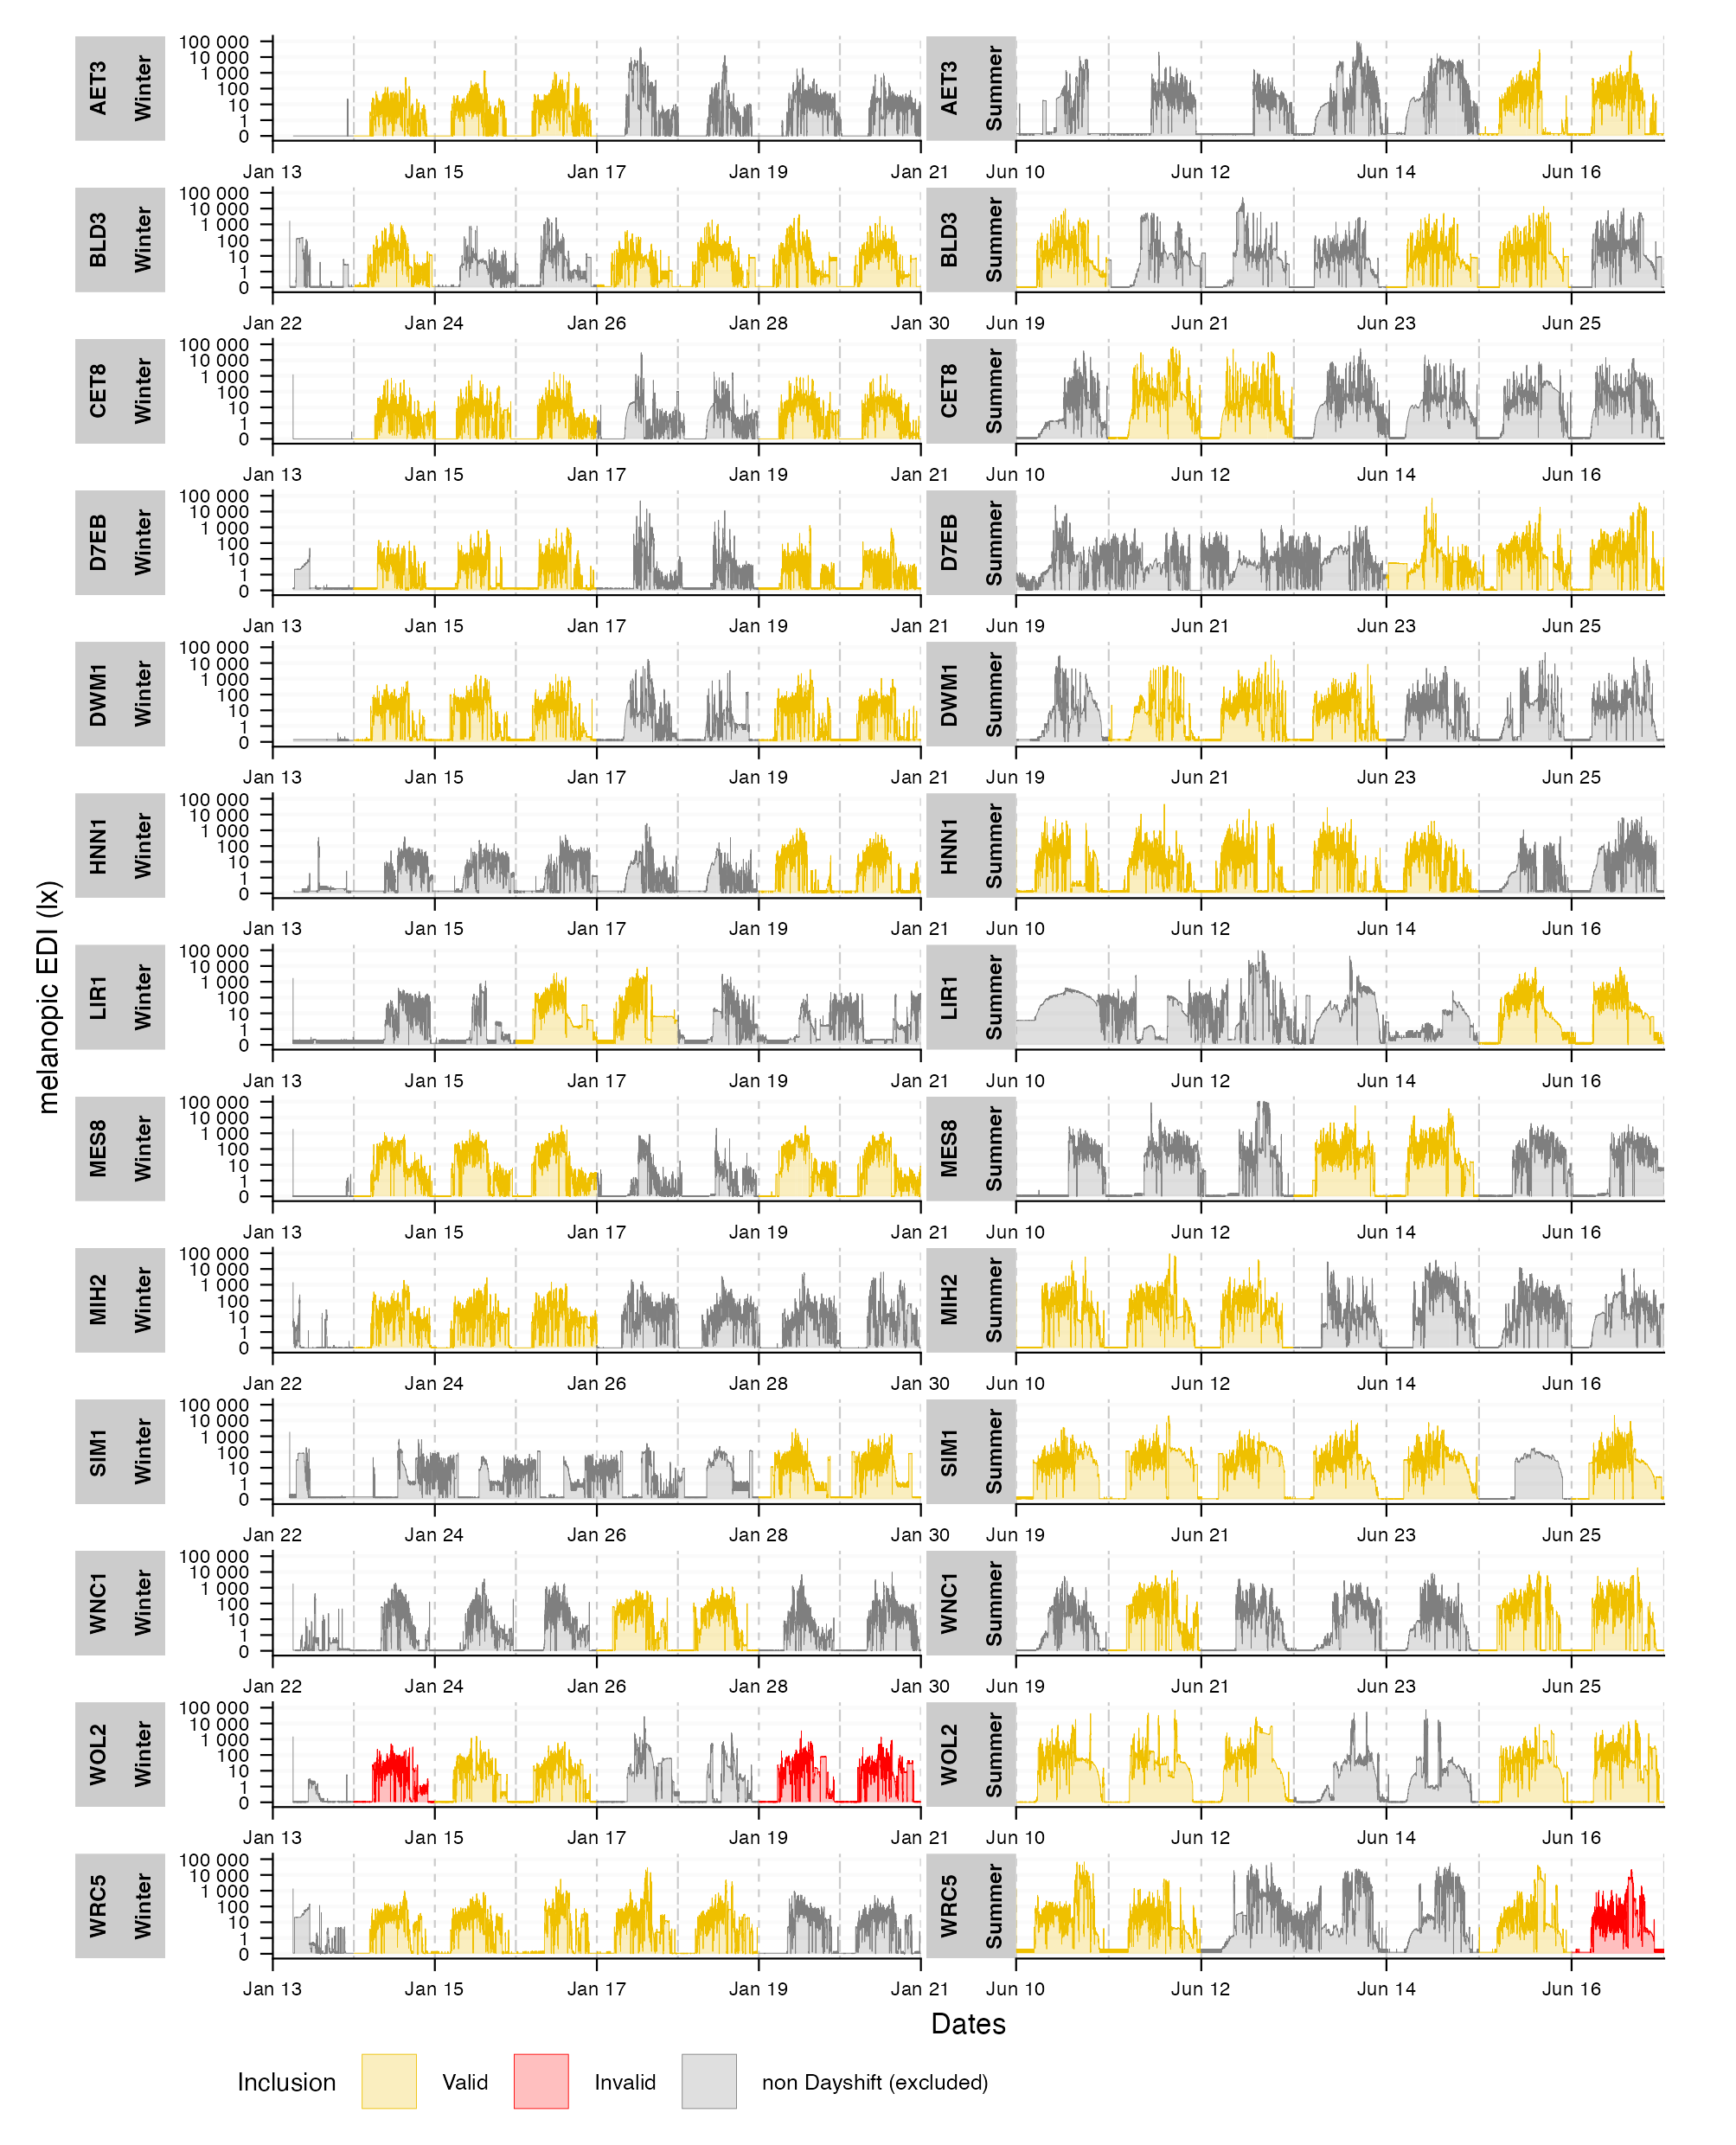 melanopic EDI (lx)
AET3 Winter
100 000
10 000
1 000
100
10
1
0
AET3 Summer
Jan 13 Jan 15 Jan 17 Jan 19 Jan 21 Jun 10 Jun 12 Jun 14 Jun 16
BLD3 Winter
100 000
10 000
1 000
100
10
1
0
BLD3 Summer
Jan 22 Jan 24 Jan 26 Jan 28 Jan 30 Jun 19 Jun 21 Jun 23 Jun 25
CET8 Winter
100 000
10 000
1 000
100
10
1
0
CET8 Summer
Jan 13 Jan 15 Jan 17 Jan 19 Jan 21 Jun 10 Jun 12 Jun 14 Jun 16
D7EB Winter
100 000
10 000
1 000
100
10
1
0
D7EB Summer
Jan 13 Jan 15 Jan 17 Jan 19 Jan 21 Jun 19 Jun 21 Jun 23 Jun 25
DWM1 Winter
100 000
10 000
1 000
100
10
1
0
DWM1 Summer
Jan 13 Jan 15 Jan 17 Jan 19 Jan 21 Jun 19 Jun 21 Jun 23 Jun 25
HNN1 Winter
100 000
10 000
1 000
100
10
1
0
HNN1 Summer
Jan 13 Jan 15 Jan 17 Jan 19 Jan 21 Jun 19 Jun 21 Jun 23 Jun 25
LIR1 Winter
100 000
10 000
1 000
100
10
1
0
LIR1 Summer
Jan 13 Jan 15 Jan 17 Jan 19 Jan 21 Jun 10 Jun 12 Jun 14 Jun 16
MES8 Winter
100 000
10 000
1 000
100
10
1
0
MES8 Summer
Jan 13 Jan 15 Jan 17 Jan 19 Jan 21 Jun 10 Jun 12 Jun 14 Jun 16
MIH2 Winter
100 000
10 000
1 000
100
10
1
0
MIH2 Summer
Jan 22 Jan 24 Jan 26 Jan 28 Jan 30 Jun 10 Jun 12 Jun 14 Jun 16
SIM1 Winter
100 000
10 000
1 000
100
10
1
0
SIM1 Summer
Jan 22 Jan 24 Jan 26 Jan 28 Jan 30 Jun 19 Jun 21 Jun 23 Jun 25
WNC1 Winter
100 000
10 000
1 000
100
10
1
0
WNC1 Summer
Jan 22 Jan 24 Jan 26 Jan 28 Jan 30 Jun 19 Jun 21 Jun 23 Jun 25
WOL2 Winter
100 000
10 000
1 000
100
10
1
0
WOL2 Summer
Jan 13 Jan 15 Jan 17 Jan 19 Jan 21 Jun 10 Jun 12 Jun 14 Jun 16
WRC5 Winter
100 000
10 000
1 000
100
10
1
0
WRC5 Summer
Jan 13 Jan 15 Jan 17 Jan 19 Jan 21 Jun 10 Jun 12 Jun 14 Jun 16
Dates
Inclusion Valid Invalid non Dayshift (excluded)